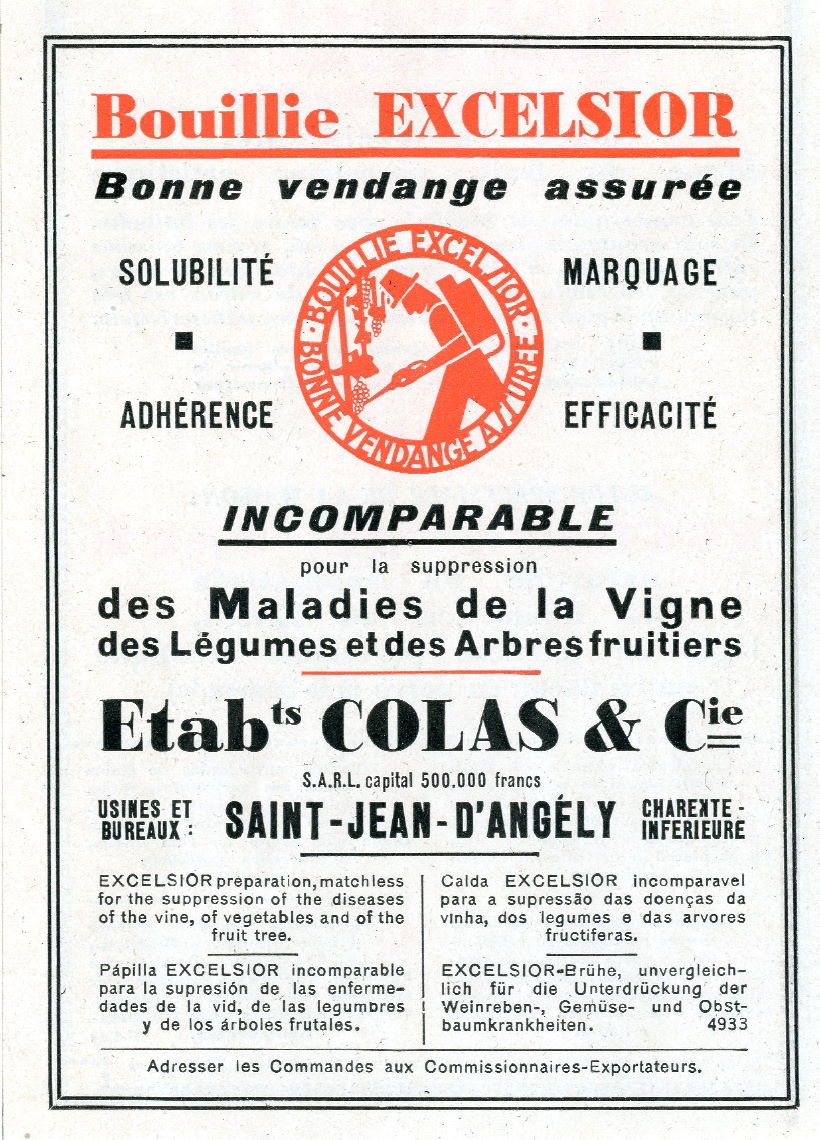 Bouillie EXCELSIOR
Bonne vendange assurée
SOLUBILITÉ
MARQUAGE
· BOUILLIE EXCELSIOR ·
BONNE VENDANGE ASSURÉE
ADHÉRENCE
EFFICACITÉ
INCOMPARABLE
pour la suppression
des Maladies de la Vigne
des Légumes et des Arbres fruitiers
Etabts COLAS & Cie
S.A.R.L. capital 500.000 francs
USINES ET
BUREAUX :
SAINT-JEAN-D'ANGÉLY
CHARENTE-
INFERIEURE
EXCELSIOR preparation, matchless
for the suppression of the diseases
of the vine, of vegetables and of the
fruit tree.
Pápilla EXCELSIOR incomparable
para la supresión de las enferme-
dades de la vid, de las legumbres
y de los árboles frutales.
Calda EXCELSIOR incomparavel
para a supressão das doenças da
vinha, dos legumes e das arvores
fructiferas.
EXCELSIOR-Brühe, unvergleich-
lich für die Unterdrückung der
Weinreben-, Gemüse- und Obst-
baumkrankheiten. 4933
Adresser les Commandes aux Commissionnaires-Exportateurs.